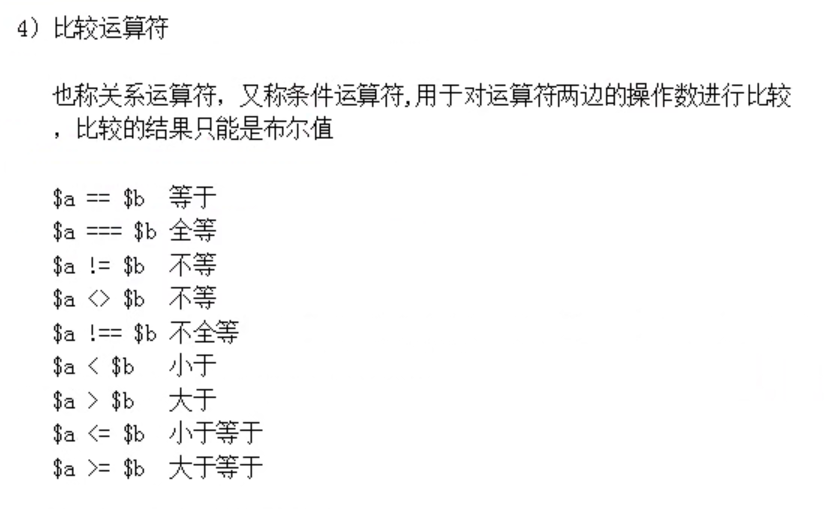 4) 比较运算符
也称关系运算符，又称条件运算符,用于对运算符两边的操作数进行比较
，比较的结果只能是布尔值
$a == $b 等于
$a === $b 全等
$a != $b 不等
$a <> $b 不等
$a !== $b 不全等
$a < $b 小于
$a > $b 大于
$a <= $b 小于等于
$a >= $b 大于等于